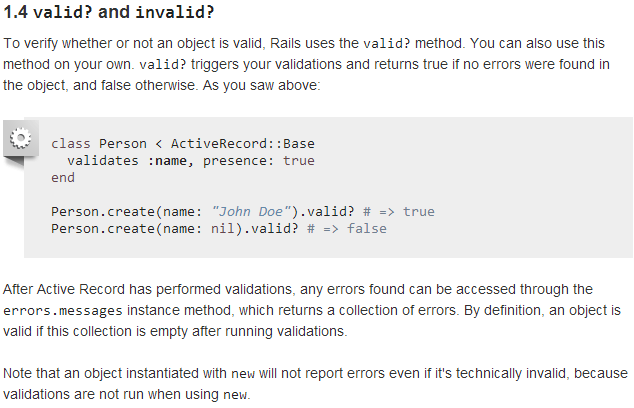 1.4 valid? and invalid?
To verify whether or not an object is valid, Rails uses the valid? method. You can also use this
method on your own. valid? triggers your validations and returns true if no errors were found in
the object, and false otherwise. As you saw above:
class Person < ActiveRecord::Base
  validates :name, presence: true
end
Person.create(name: "John Doe").valid? # => true
Person.create(name: nil).valid? # => false
After Active Record has performed validations, any errors found can be accessed through the
errors.messages instance method, which returns a collection of errors. By definition, an object is
valid if this collection is empty after running validations.
Note that an object instantiated with new will not report errors even if it's technically invalid, because
validations are not run when using new.